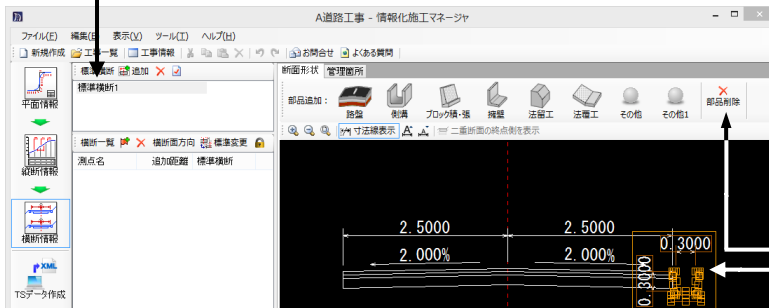 A道路工事 - 情報化施工マネージャ
ファイル(F) 編集(E) 表示(V) ツール(T) ヘルプ(H)
新規作成 工事一覧 工事情報 お問合せ よくある質問
標準横断 追加
断面形状 管理箇所
標準横断1
部品追加:
路盤 側溝 ブロック積・張 擁壁 法留工 法覆工 その他 その他1 部品削除
平面情報
寸法線表示 二重断面の終点側を表示
横断一覧 横断面方向 標準変更
測点名 追加距離 標準横断
縦断情報
横断情報
TSデータ作成
XML
2.5000 2.5000
0.3000
2.000% 2.000%
0.3000